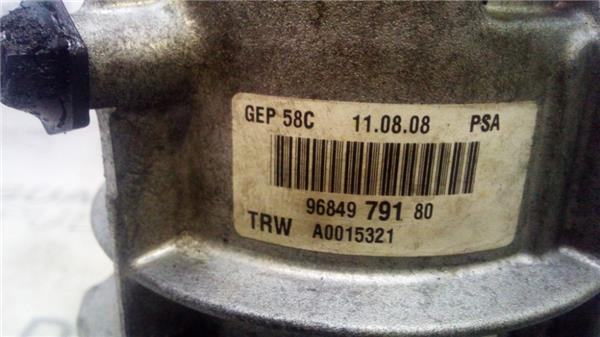 GEP 58C 11.08.08 PSA
96849 791 80
TRW A0015321